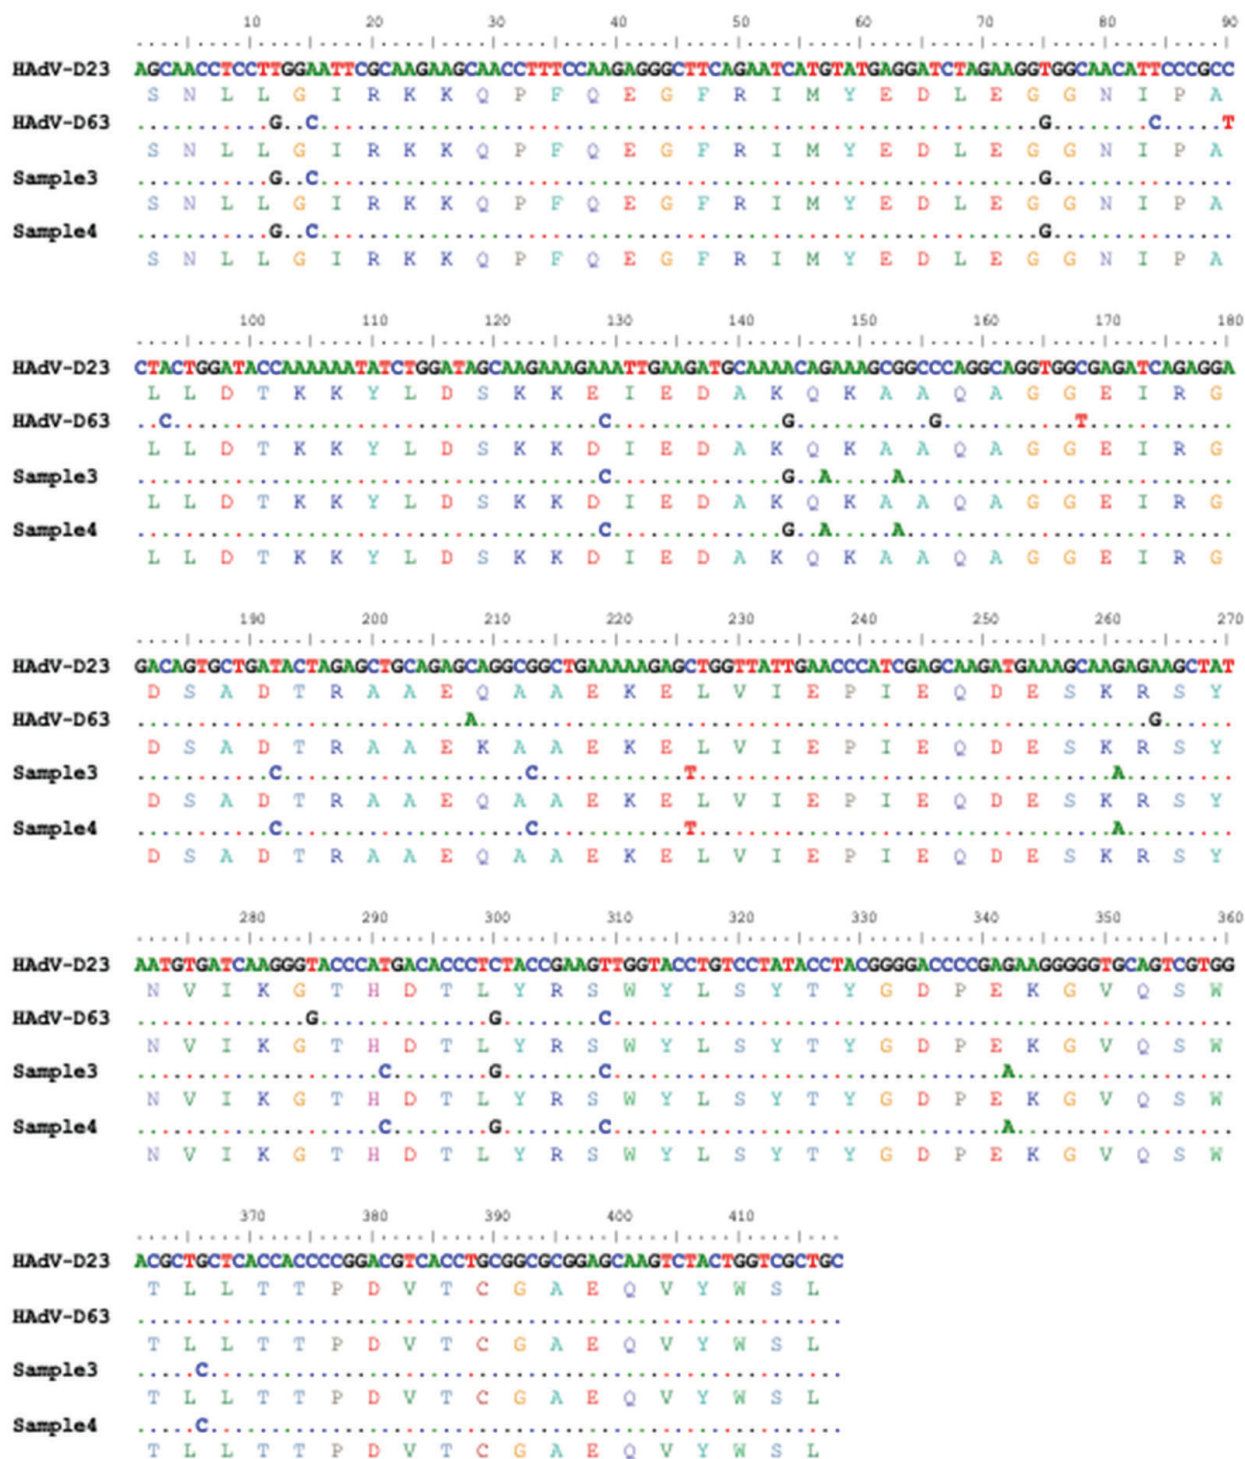 10 20 30 40 50 60 70 80 90
HAdV-D23 AGCAACCTCCTTGGAATTCGCAAGAAGCAACCTTTCCAAGAGGGCTTCAGAATCATGTATGAGGATCTAGAAGGTGGCAACATTCCCGCC
S N L L G I R K K Q P F Q E G F R I M Y E D L E G G N I P A
HAdV-D63 ...........G..C...........................................................G........C.....T
S N L L G I R K K Q P F Q E G F R I M Y E D L E G G N I P A
Sample3 ...........G..C...........................................................G...............
S N L L G I R K K Q P F Q E G F R I M Y E D L E G G N I P A
Sample4 ...........G..C...........................................................G...............
S N L L G I R K K Q P F Q E G F R I M Y E D L E G G N I P A
100 110 120 130 140 150 160 170 180
HAdV-D23 CTACTGGATACCAAAAAATATCTGGATAGCAAGAAAGAAATTGAAGATGCAAAACAGAAAGCGGCCCAGGCAGGTGGCGAGATCAGAGGA
L L D T K K Y L D S K K E I E D A K Q K A A Q A G G E I R G
HAdV-D63 ..C...................................C..............G...........G...........T............
L L D T K K Y L D S K K D I E D A K Q K A A Q A G G E I R G
Sample3 ......................................C..............G..A.....A...........................
L L D T K K Y L D S K K D I E D A K Q K A A Q A G G E I R G
Sample4 ......................................C..............G..A.....A...........................
L L D T K K Y L D S K K D I E D A K Q K A A Q A G G E I R G
190 200 210 220 230 240 250 260 270
HAdV-D23 GACAGTGCTGATACTAGAGCTGCAGAGCAGGCGGCTGAAAAAGAGCTGGTTATTGAACCCATCGAGCAAGATGAAAGCAAGAGAAGCTAT
D S A D T R A A E Q A A E K E L V I E P I E Q D E S K R S Y
HAdV-D63 ...........................A.......................................................G......
D S A D T R A A E K A A E K E L V I E P I E Q D E S K R S Y
Sample3 ...........C....................C............T..................................A.........
D S A D T R A A E Q A A E K E L V I E P I E Q D E S K R S Y
Sample4 ...........C....................C............T..................................A.........
D S A D T R A A E Q A A E K E L V I E P I E Q D E S K R S Y
280 290 300 310 320 330 340 350 360
HAdV-D23 AATGTGATCAAGGGTACCCATGACACCCTCTACCGAAGTTGGTACCTGTCCTATACCTACGGGGACCCCGAGAAGGGGGTGCAGTCGTGG
N V I K G T H D T L Y R S W Y L S Y T Y G D P E K G V Q S W
HAdV-D63 ..............G..............G........C...................................................
N V I K G T H D T L Y R S W Y L S Y T Y G D P E K G V Q S W
Sample3 ....................C........G........C................................A..................
N V I K G T H D T L Y R S W Y L S Y T Y G D P E K G V Q S W
Sample4 ....................C........G........C................................A..................
N V I K G T H D T L Y R S W Y L S Y T Y G D P E K G V Q S W
370 380 390 400 410
HAdV-D23 ACGCTGCTCACCACCCCGGACGTCACCTGCGGCGCGGAGCAAGTCTACTGGTCGCTGC
T L L T T P D V T C G A E Q V Y W S L
HAdV-D63 ..........................................................
T L L T T P D V T C G A E Q V Y W S L
Sample3 .....C....................................................
T L L T T P D V T C G A E Q V Y W S L
Sample4 .....C....................................................
T L L T T P D V T C G A E Q V Y W S L